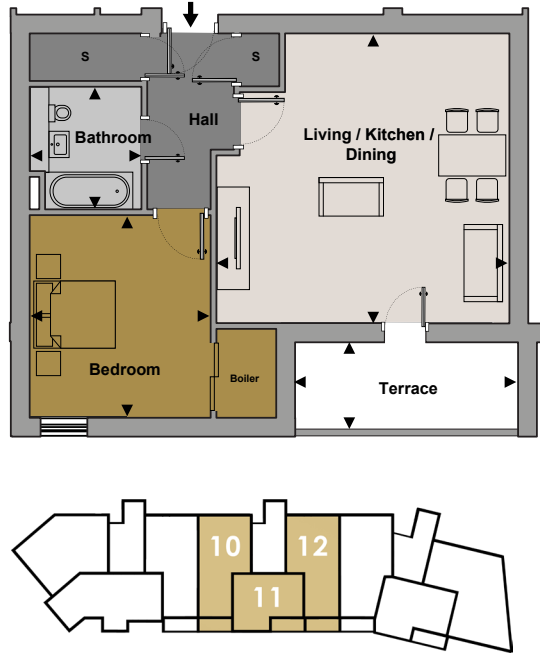 S
S
Hall
Bathroom
Living / Kitchen /
Dining
Bedroom
Boiler
Terrace
10
12
11